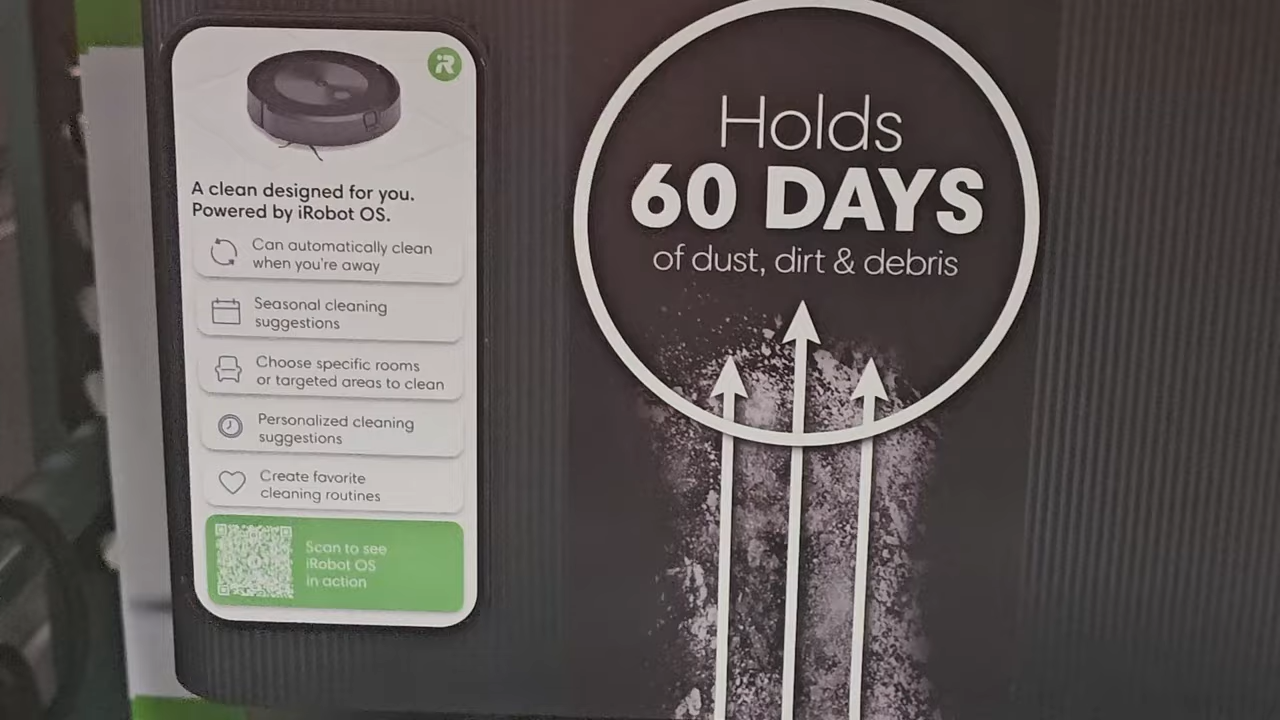 iR
A clean designed for you.
Powered by iRobot OS.
Can automatically clean
when you're away
Seasonal cleaning
suggestions
Choose specific rooms
or targeted areas to clean
Personalized cleaning
suggestions
Create favorite
cleaning routines
Scan to see
iRobot OS
in action
Holds
60 DAYS
of dust, dirt & debris